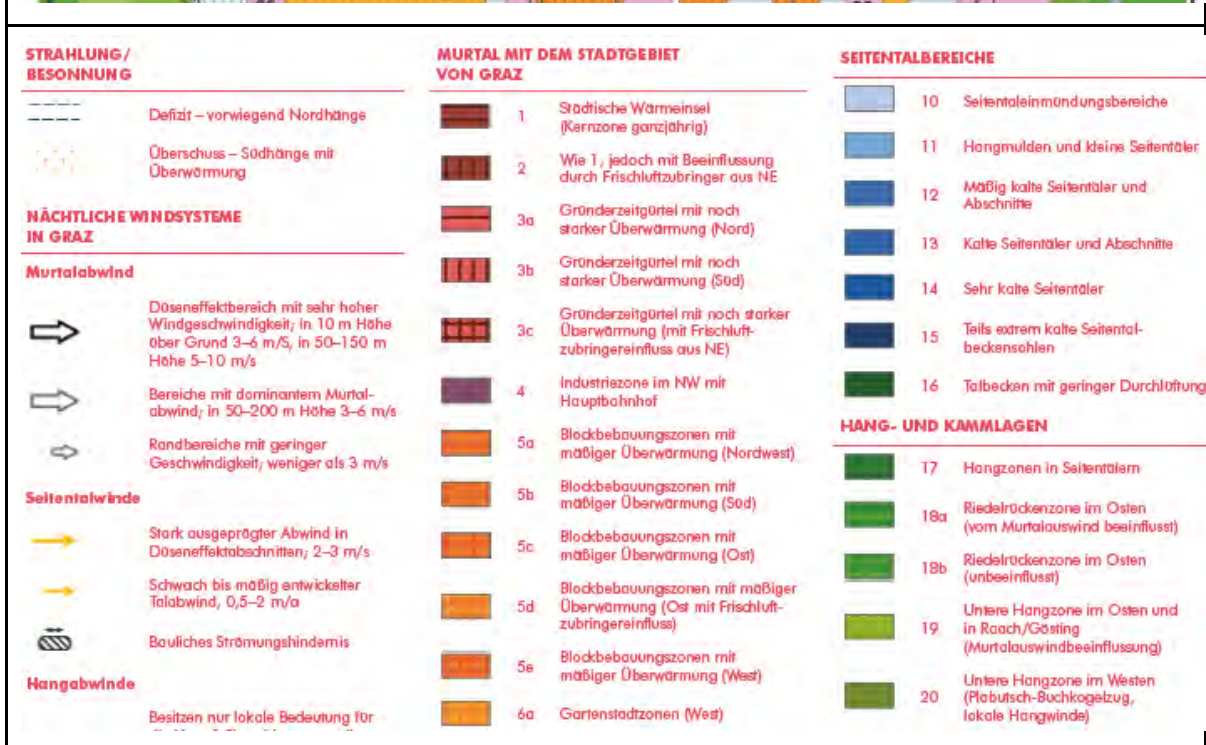 STRAHLUNG/
BESONNUNG
Defizit – vorwiegend Nordhänge
Überschuss – Südhänge mit
Überwärmung
NÄCHTLICHE WINDSYSTEME
IN GRAZ
Murtalabwind
Düseneffektbereich mit sehr hoher
Windgeschwindigkeit; in 10 m Höhe
über Grund 3–6 m/S, in 50–150 m
Höhe 5–10 m/s
Bereiche mit dominantem Murtal-
abwind; in 50–200 m Höhe 3–6 m/s
Randbereiche mit geringer
Geschwindigkeit; weniger als 3 m/s
Seitentalwinde
Stark ausgeprägter Abwind in
Düseneffektabschnitten; 2–3 m/s
Schwach bis mäßig entwickelter
Talabwind, 0,5–2 m/a
Bauliches Strömungshindernis
Hangabwinde
Besitzen nur lokale Bedeutung für
MURTAL MIT DEM STADTGEBIET
VON GRAZ
1 Städtische Wärmeinsel
(Kernzone ganzjährig)
2 Wie 1, jedoch mit Beeinflussung
durch Frischluftzubringer aus NE
3a Gründerzeitgürtel mit noch
starker Überwärmung (Nord)
3b Gründerzeitgürtel mit noch
starker Überwärmung (Süd)
3c Gründerzeitgürtel mit noch starker
Überwärmung (mit Frischluft-
zubringereinfluss aus NE)
4 Industriezone im NW mit
Hauptbahnhof
5a Blockbebauungszonen mit
mäßiger Überwärmung (Nordwest)
5b Blockbebauungszonen mit
mäßiger Überwärmung (Süd)
5c Blockbebauungszonen mit
mäßiger Überwärmung (Ost)
5d Blockbebauungszonen mit mäßiger
Überwärmung (Ost mit Frischluft-
zubringereinfluss)
5e Blockbebauungszonen mit
mäßiger Überwärmung (West)
6a Gartenstadtzonen (West)
SEITENTALBEREICHE
10 Seitentaleinmündungsbereiche
11 Hangmulden und kleine Seitentäler
12 Mäßig kalte Seitentäler und
Abschnitte
13 Kalte Seitentäler und Abschnitte
14 Sehr kalte Seitentäler
15 Teils extrem kalte Seitental-
beckensohlen
16 Talbecken mit geringer Durchlüftung
HANG- UND KAMMLAGEN
17 Hangzonen in Seitentälern
18a Riedelrückenzone im Osten
(vom Murtalauswind beeinflusst)
18b Riedelrückenzone im Osten
(unbeeinflusst)
19 Untere Hangzone im Osten und
in Raach/Gösting
(Murtalauswindbeeinflussung)
20 Untere Hangzone im Westen
(Plabutsch-Buchkogelzug,
lokale Hangwinde)